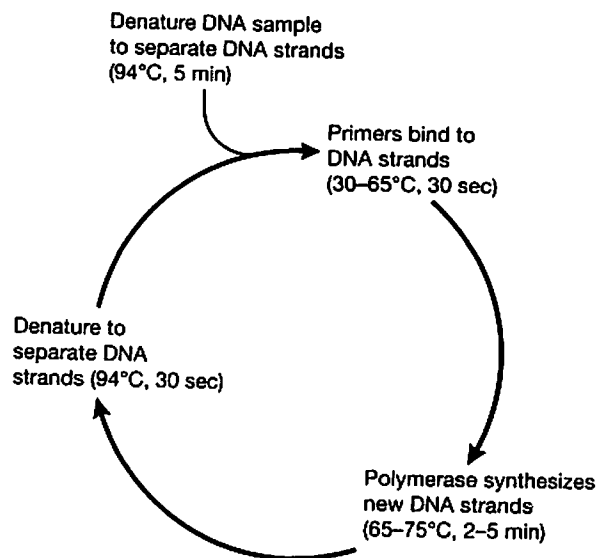 Denature DNA sample
to separate DNA strands
(94°C, 5 min)
Primers bind to
DNA strands
(30–65°C, 30 sec)
Polymerase synthesizes
new DNA strands
(65–75°C, 2–5 min)
Denature to
separate DNA
strands (94°C, 30 sec)